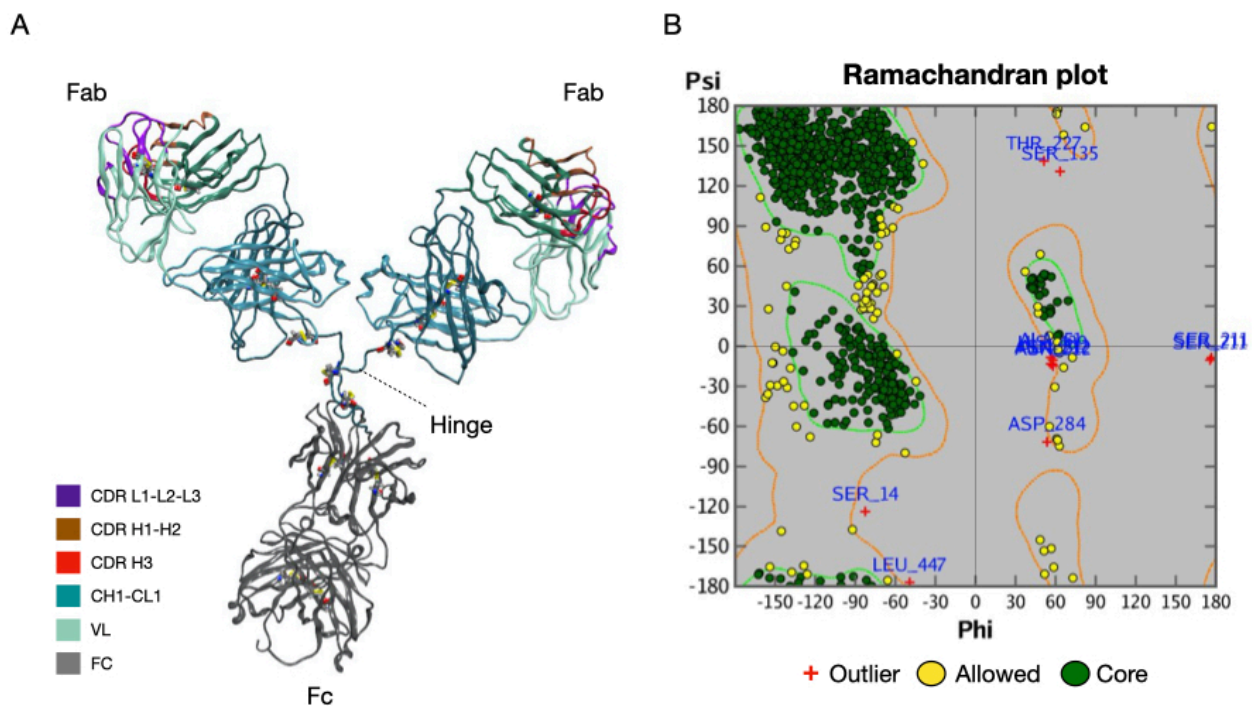 A
B
Fab
Fab
Hinge
Fc
CDR L1-L2-L3
CDR H1-H2
CDR H3
CH1-CL1
VL
FC
Ramachandran plot
Psi
180
150
120
90
60
30
0
-30
-60
-90
-120
-150
-180
THR_227
SER_135
SER_211
ASP_284
SER_14
LEU_447
-150 -120 -90 -60 -30 0 30 60 90 120 150 180
Phi
Outlier
Allowed
Core